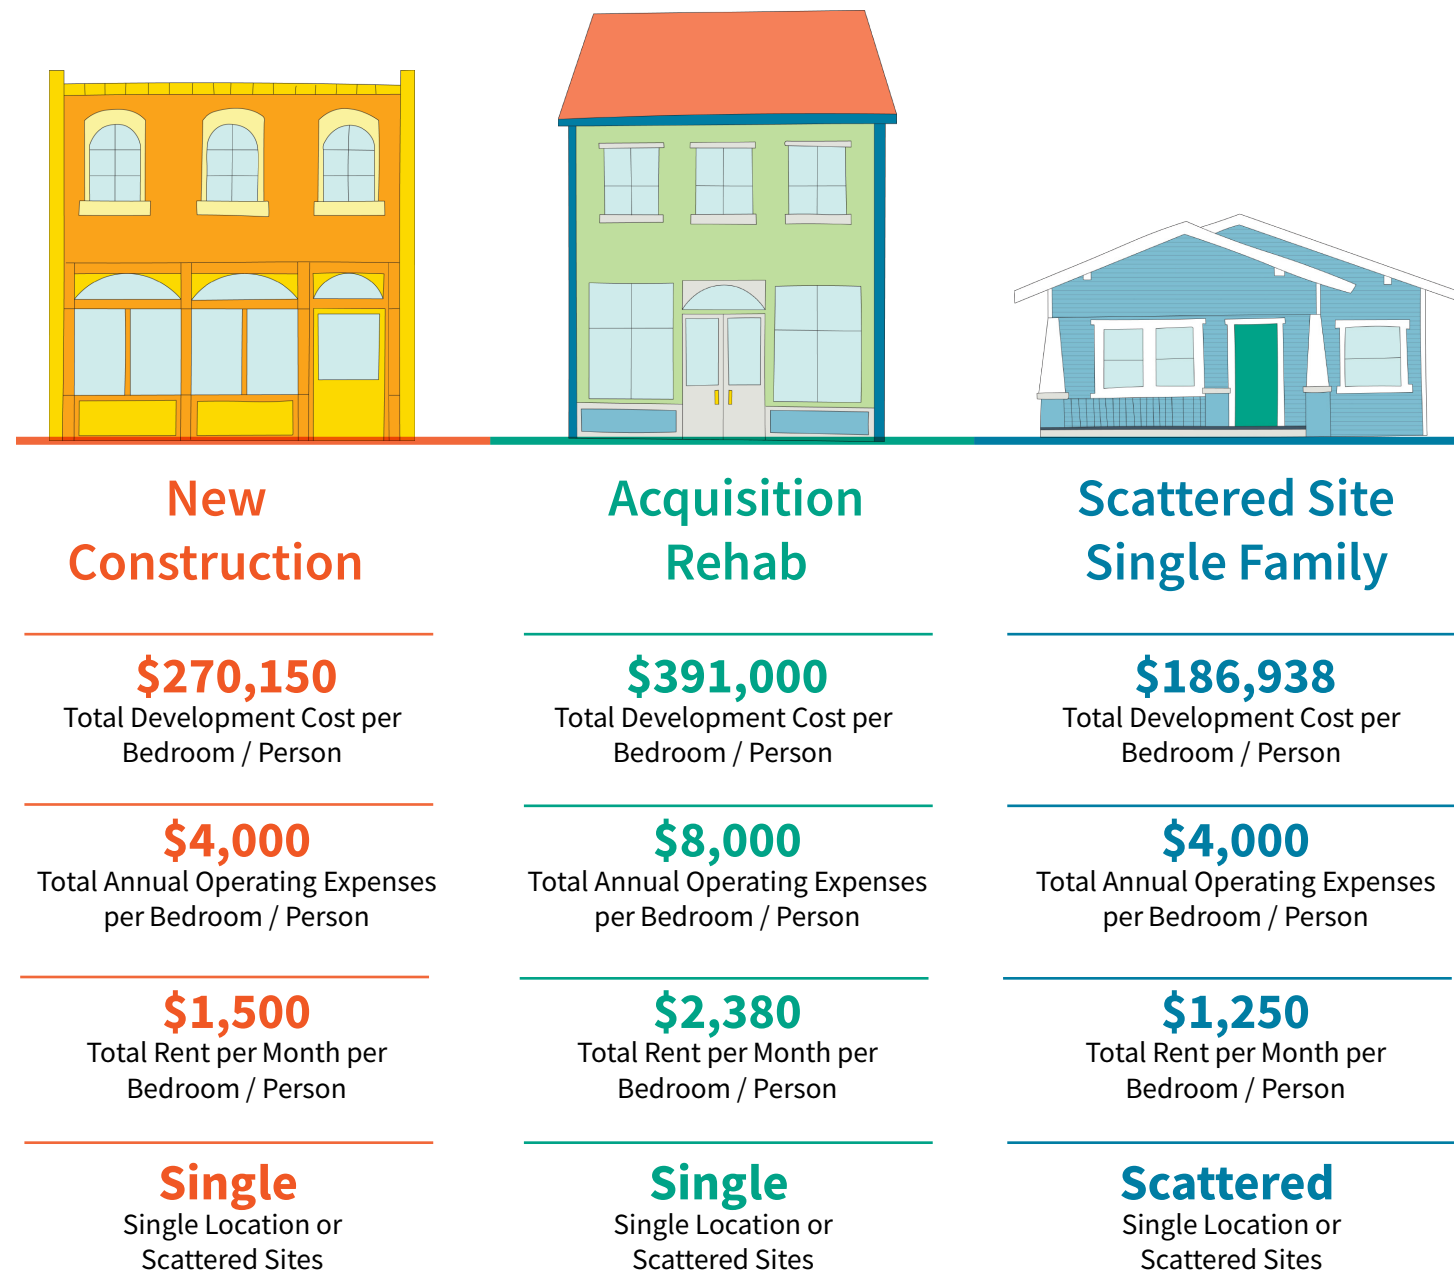 New
Construction
$270,150
Total Development Cost per
Bedroom / Person
$4,000
Total Annual Operating Expenses
per Bedroom / Person
$1,500
Total Rent per Month per
Bedroom / Person
Single
Single Location or
Scattered Sites
Acquisition
Rehab
$391,000
Total Development Cost per
Bedroom / Person
$8,000
Total Annual Operating Expenses
per Bedroom / Person
$2,380
Total Rent per Month per
Bedroom / Person
Single
Single Location or
Scattered Sites
Scattered Site
Single Family
$186,938
Total Development Cost per
Bedroom / Person
$4,000
Total Annual Operating Expenses
per Bedroom / Person
$1,250
Total Rent per Month per
Bedroom / Person
Scattered
Single Location or
Scattered Sites